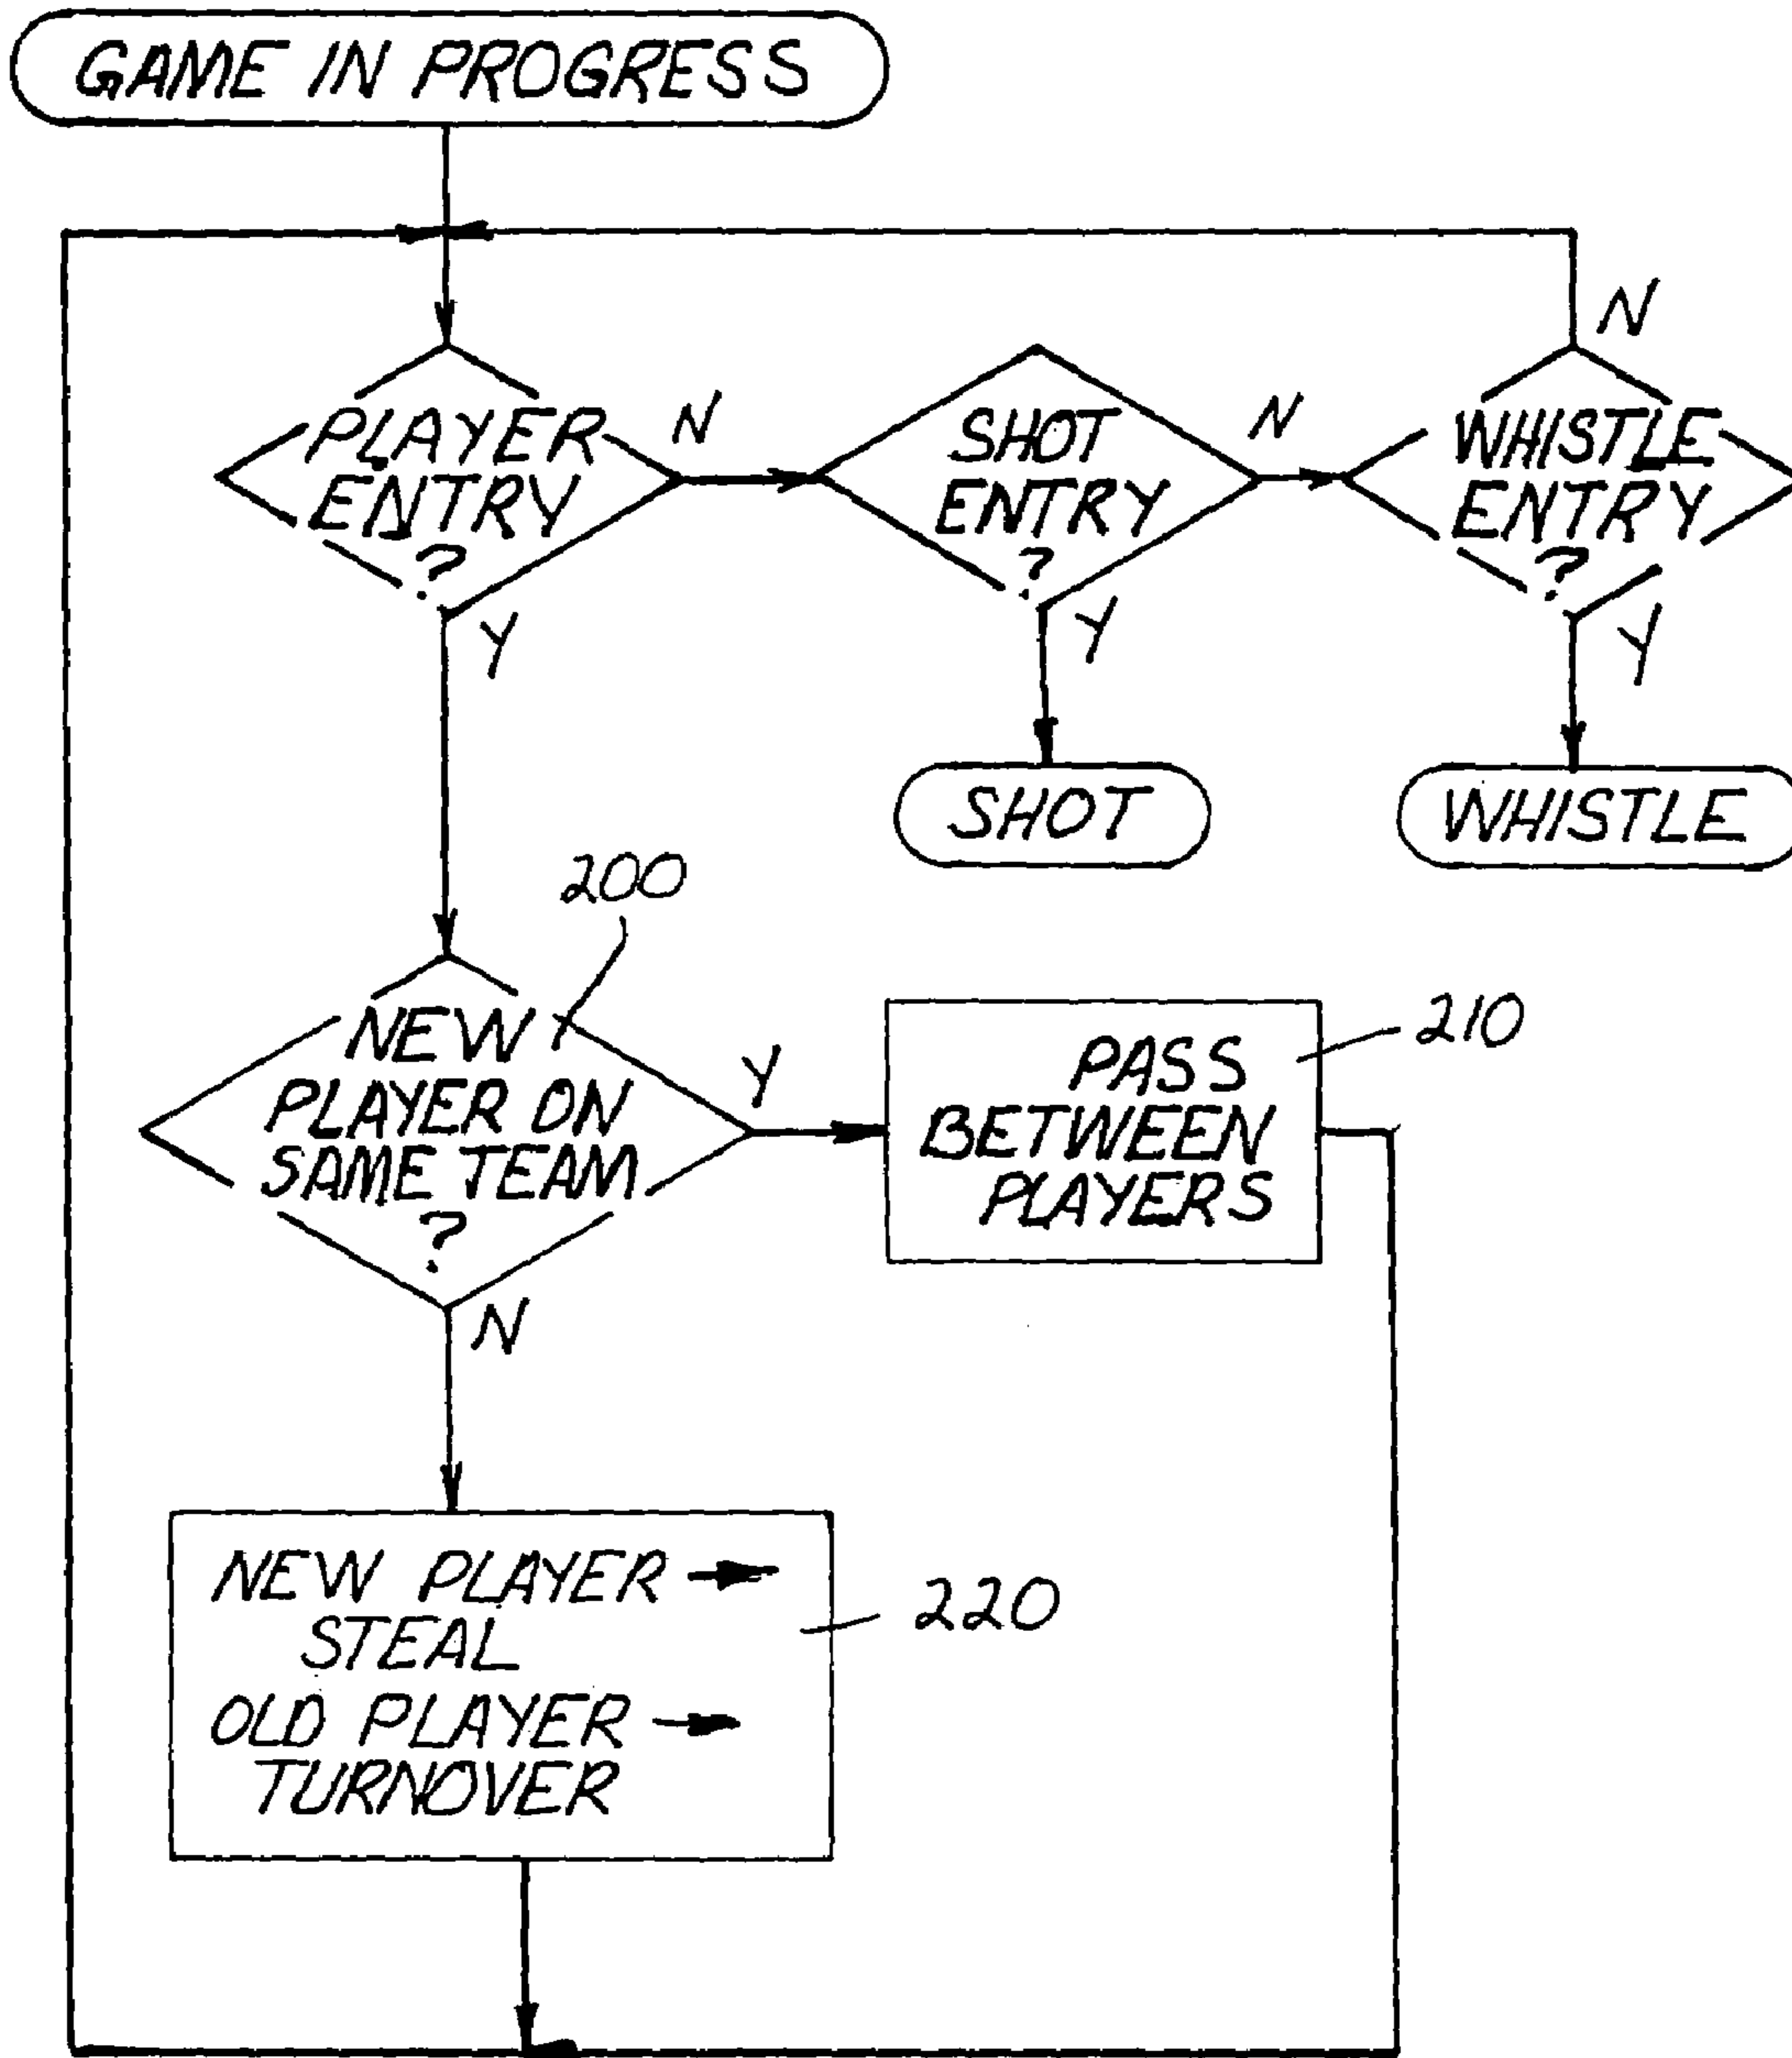 GAME IN PROGRESS
N
PLAYER
ENTRY
?
N
Y
SHOT
ENTRY
?
N
Y
WHISTLE
ENTRY
?
Y
SHOT
WHISTLE
200
NEW
PLAYER ON
SAME TEAM
?
Y
N
PASS
BETWEEN
PLAYERS
210
NEW PLAYER →
STEAL
OLD PLAYER →
TURNOVER
220